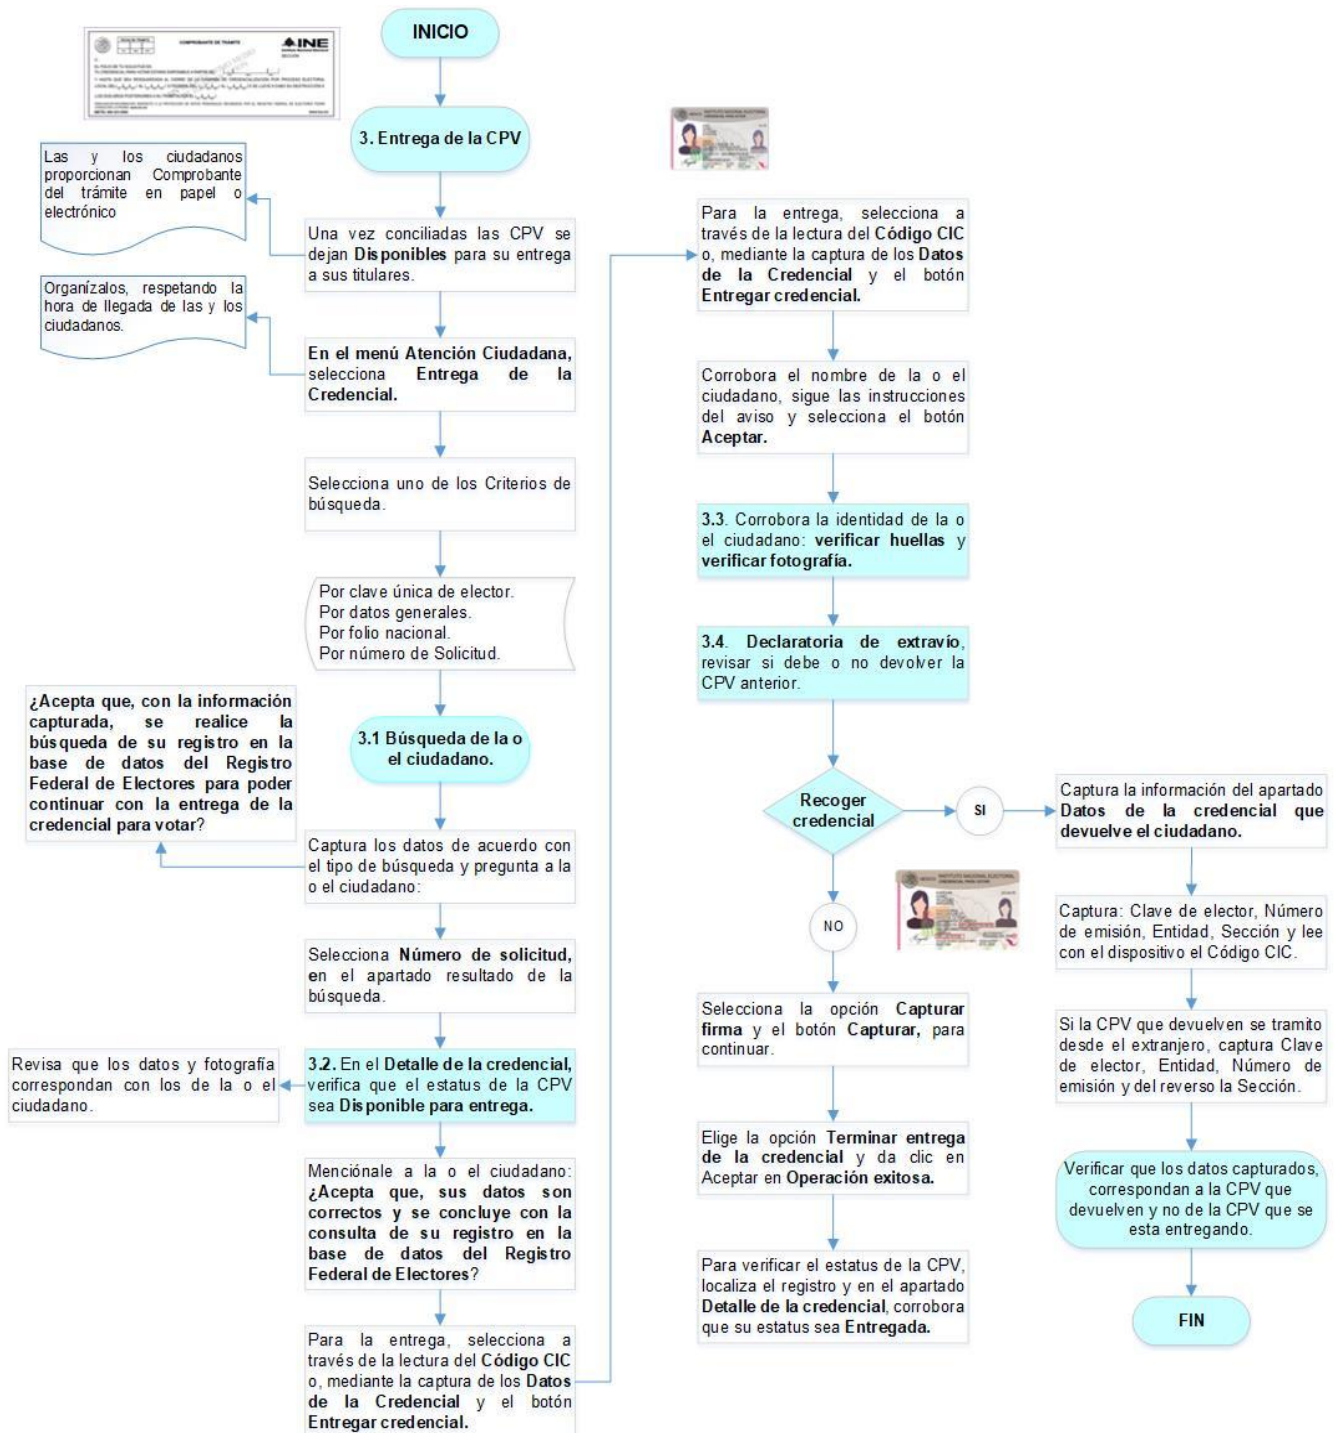 INICIO
COMPROBANTE DE TRÁMITE
INE
3. Entrega de la CPV
Las y los ciudadanos
proporcionan Comprobante
del trámite en papel o
electrónico
Una vez conciliadas las CPV se
dejan Disponibles para su entrega
a sus titulares.
Organízalos, respetando la
hora de llegada de las y los
ciudadanos.
En el menú Atención Ciudadana,
selecciona Entrega de la
Credencial.
Selecciona uno de los Criterios de
búsqueda.
Por clave única de elector.
Por datos generales.
Por folio nacional.
Por número de Solicitud.
¿Acepta que, con la información
capturada, se realice la
búsqueda de su registro en la
base de datos del Registro
Federal de Electores para poder
continuar con la entrega de la
credencial para votar?
3.1 Búsqueda de la o
el ciudadano.
Captura los datos de acuerdo con
el tipo de búsqueda y pregunta a la
o el ciudadano:
Selecciona Número de solicitud,
en el apartado resultado de la
búsqueda.
Revisa que los datos y fotografía
correspondan con los de la o el
ciudadano.
3.2. En el Detalle de la credencial,
verifica que el estatus de la CPV
sea Disponible para entrega.
Menciónale a la o el ciudadano:
¿Acepta que, sus datos son
correctos y se concluye con la
consulta de su registro en la
base de datos del Registro
Federal de Electores?
Para la entrega, selecciona a
través de la lectura del Código CIC
o, mediante la captura de los Datos
de la Credencial y el botón
Entregar credencial.
MÉXICO INSTITUTO NACIONAL ELECTORAL
CREDENCIAL PARA VOTAR
Para la entrega, selecciona a
través de la lectura del Código CIC
o, mediante la captura de los Datos
de la Credencial y el botón
Entregar credencial.
Corrobora el nombre de la o el
ciudadano, sigue las instrucciones
del aviso y selecciona el botón
Aceptar.
3.3. Corrobora la identidad de la o
el ciudadano: verificar huellas y
verificar fotografía.
3.4. Declaratoria de extravío,
revisar si debe o no devolver la
CPV anterior.
Recoger
credencial
SI
NO
MÉXICO INSTITUTO NACIONAL ELECTORAL
CREDENCIAL PARA VOTAR
Selecciona la opción Capturar
firma y el botón Capturar, para
continuar.
Elige la opción Terminar entrega
de la credencial y da clic en
Aceptar en Operación exitosa.
Para verificar el estatus de la CPV,
localiza el registro y en el apartado
Detalle de la credencial, corrobora
que su estatus sea Entregada.
Captura la información del apartado
Datos de la credencial que
devuelve el ciudadano.
Captura: Clave de elector, Número
de emisión, Entidad, Sección y lee
con el dispositivo el Código CIC.
Si la CPV que devuelven se tramito
desde el extranjero, captura Clave
de elector, Entidad, Número de
emisión y del reverso la Sección.
Verificar que los datos capturados,
correspondan a la CPV que
devuelven y no de la CPV que se
esta entregando.
FIN